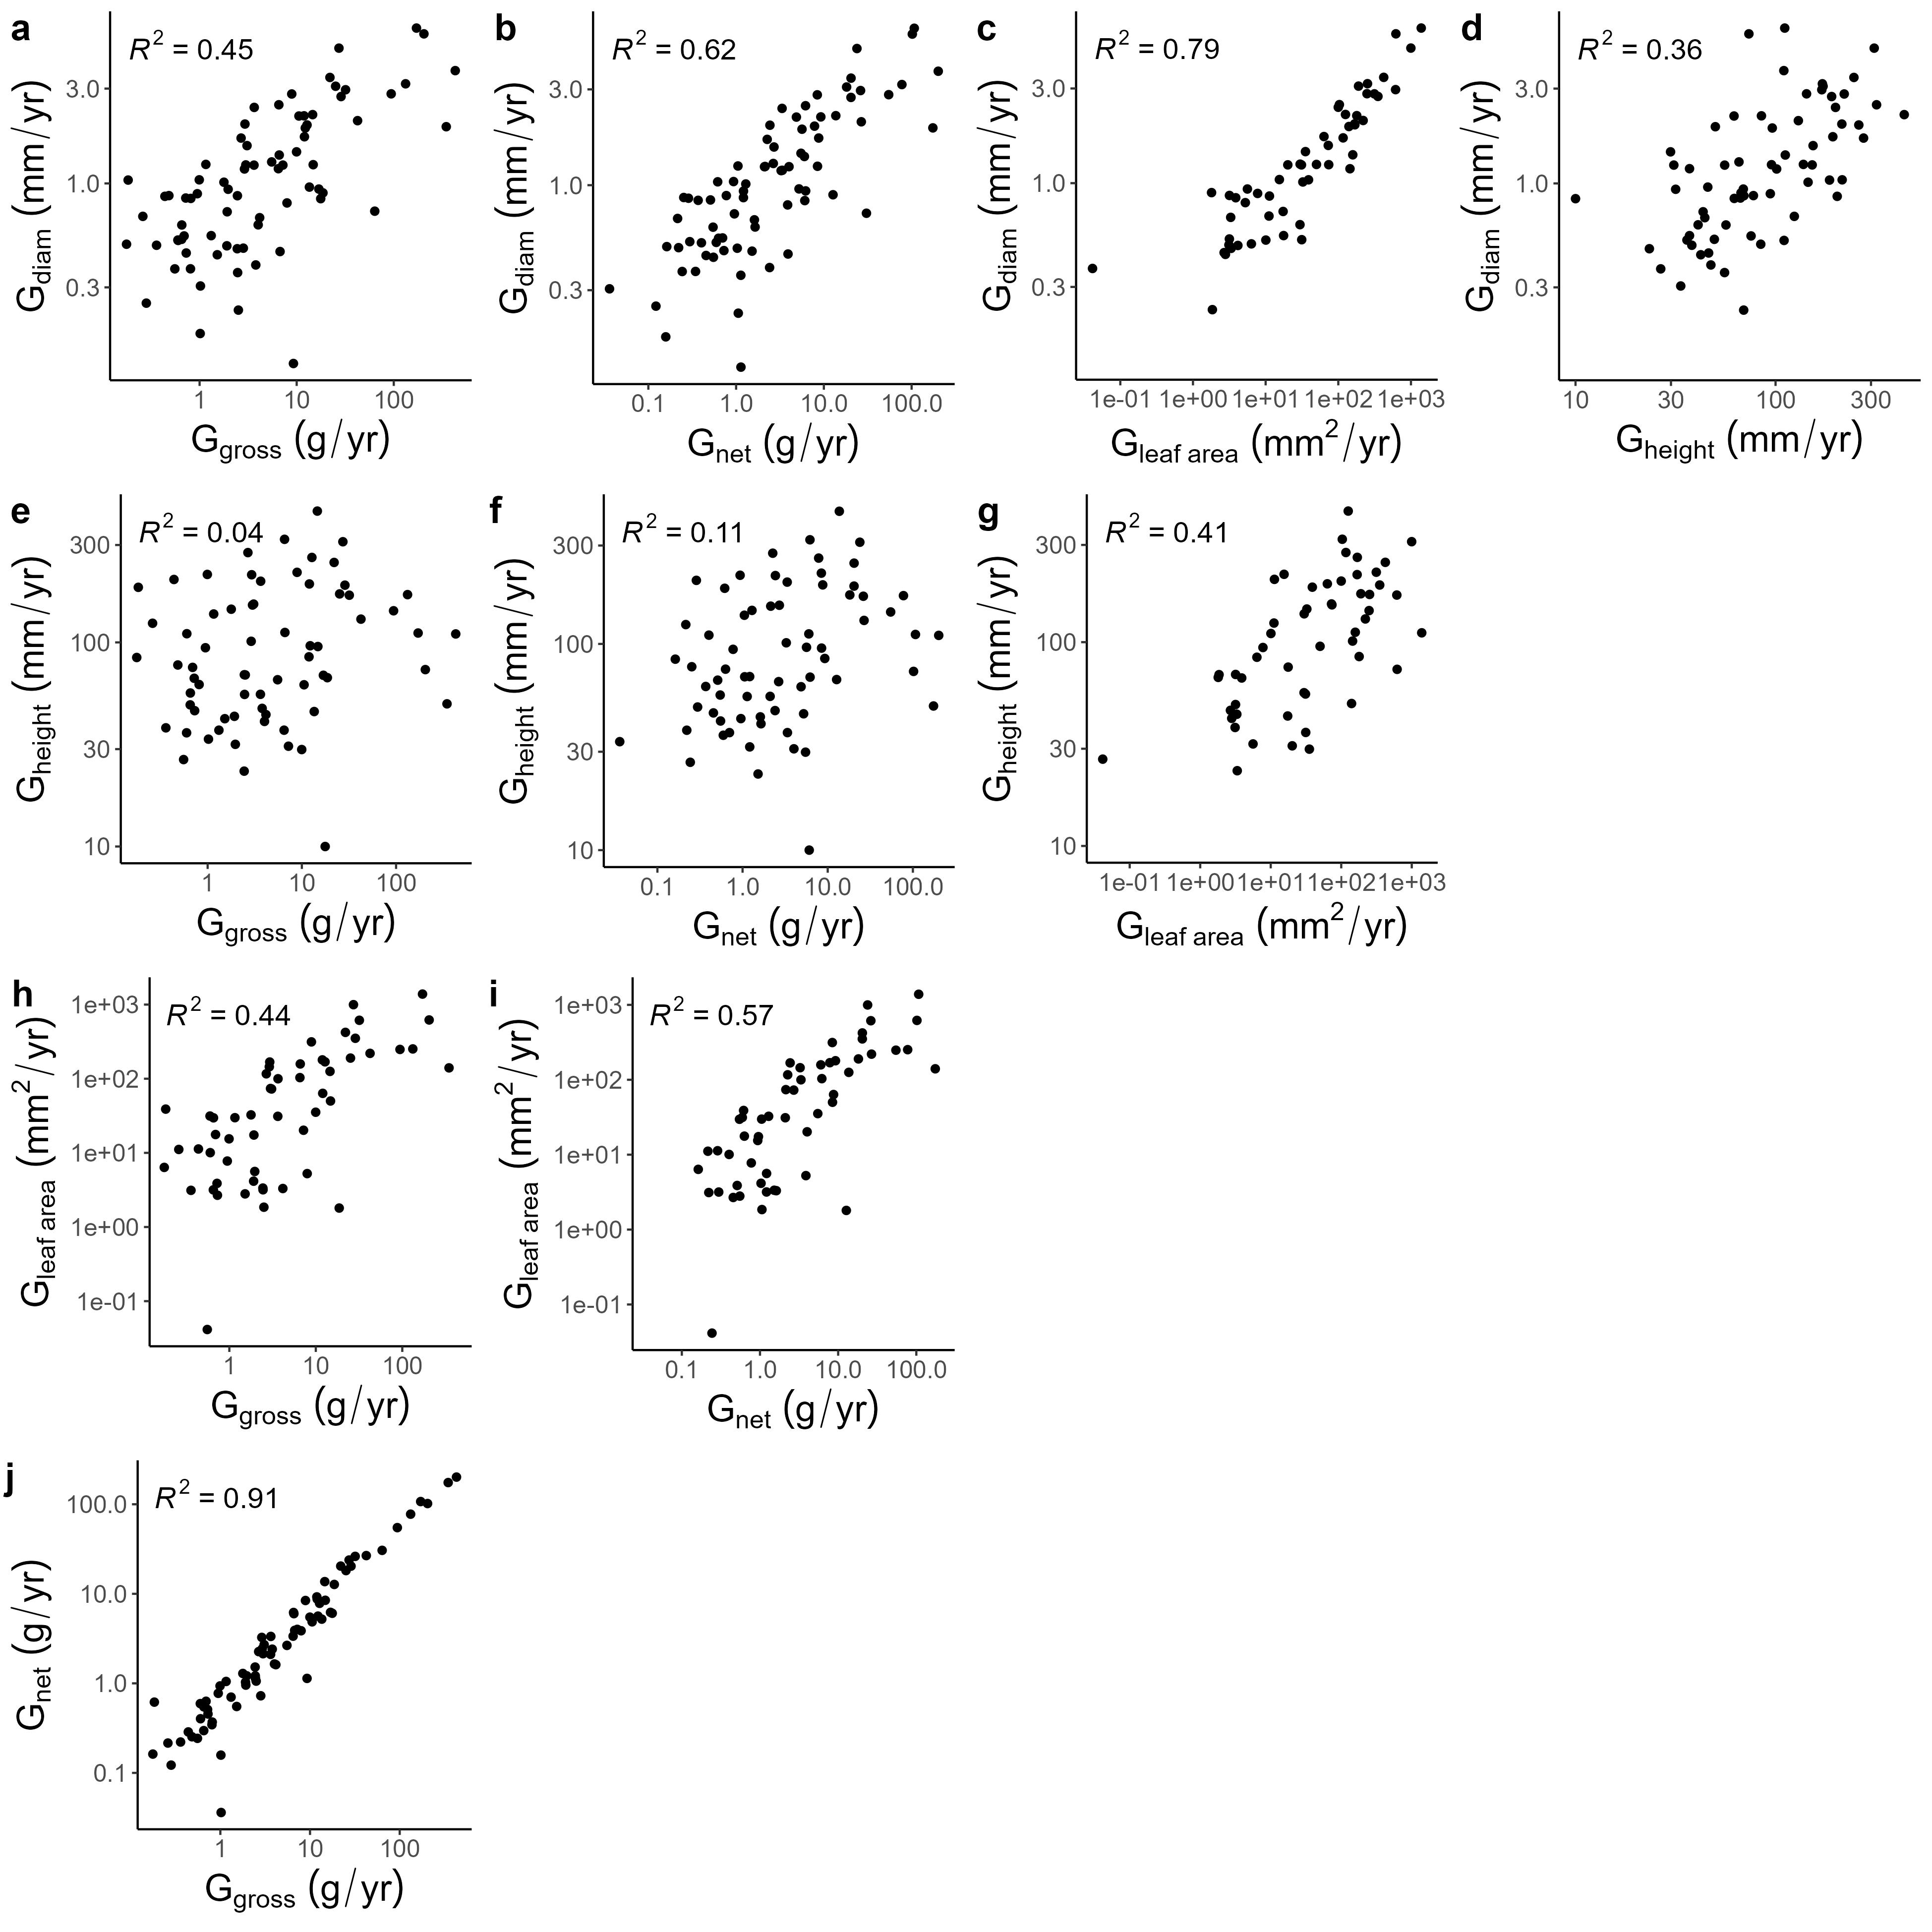 a
R² = 0.45
3.0
1.0
0.3
G_diam (mm/yr)
1 10 100
G_gross (g/yr)
b
R² = 0.62
3.0
1.0
0.3
G_diam (mm/yr)
0.1 1.0 10.0 100.0
G_net (g/yr)
c
R² = 0.79
3.0
1.0
0.3
G_diam (mm/yr)
1e-01 1e+00 1e+01 1e+02 1e+03
G_leaf area (mm²/yr)
d
R² = 0.36
3.0
1.0
0.3
G_diam (mm/yr)
10 30 100 300
G_height (mm/yr)
e
R² = 0.04
300
100
30
10
G_height (mm/yr)
1 10 100
G_gross (g/yr)
f
R² = 0.11
300
100
30
10
G_height (mm/yr)
0.1 1.0 10.0 100.0
G_net (g/yr)
g
R² = 0.41
300
100
30
10
G_height (mm/yr)
1e-01 1e+00 1e+01 1e+02 1e+03
G_leaf area (mm²/yr)
h
R² = 0.44
1e+03
1e+02
1e+01
1e+00
1e-01
G_leaf area (mm²/yr)
1 10 100
G_gross (g/yr)
i
R² = 0.57
1e+03
1e+02
1e+01
1e+00
1e-01
G_leaf area (mm²/yr)
0.1 1.0 10.0 100.0
G_net (g/yr)
j
R² = 0.91
100.0
10.0
1.0
0.1
G_net (g/yr)
1 10 100
G_gross (g/yr)